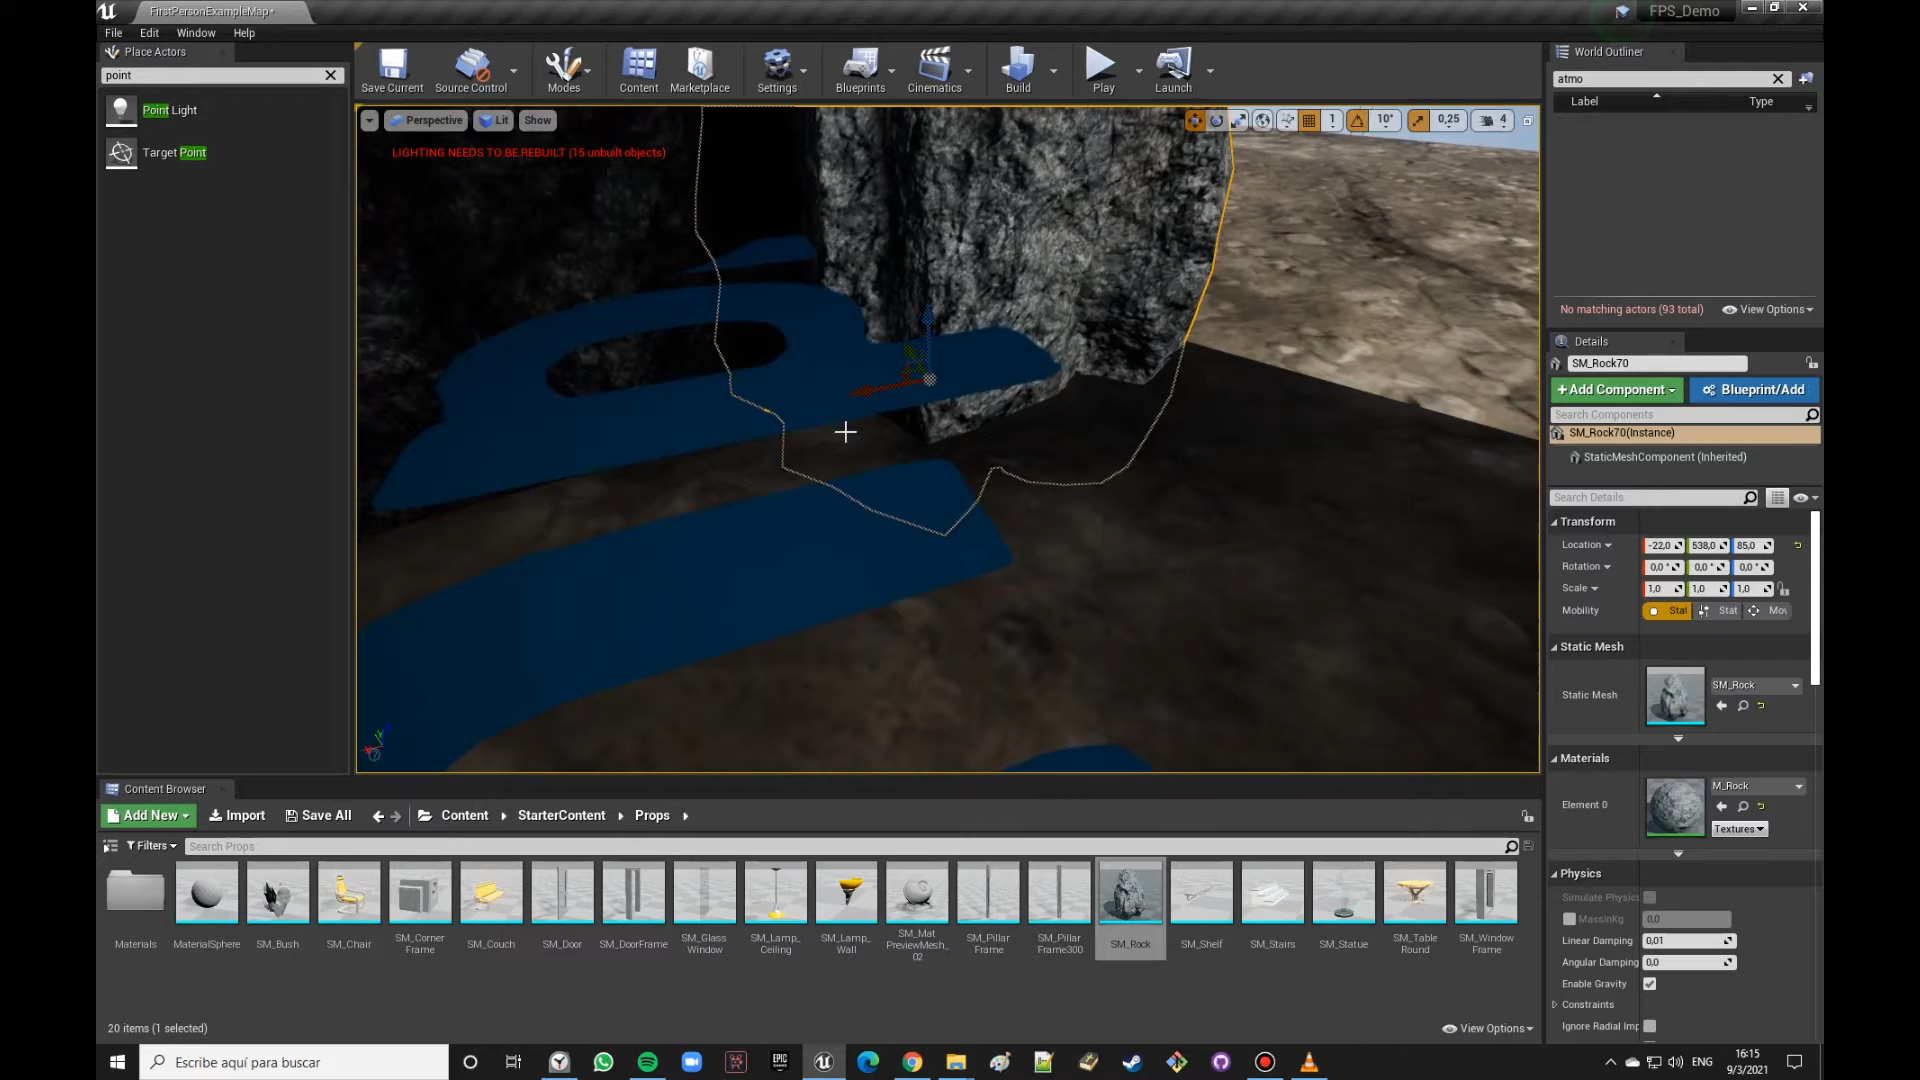 FirstPersonExampleMap*
FPS_Demo
File Edit Window Help
Place Actors
point
Point Light
Target Point
Save Current
Source Control
Modes
Content
Marketplace
Settings
Blueprints
Cinematics
Build
Play
Launch
Perspective
Lit
Show
1
10°
0,25
4
LIGHTING NEEDS TO BE REBUILT (15 unbuilt objects)
World Outliner
atmo
Label
Type
No matching actors (93 total)
View Options
Details
SM_Rock70
+Add Component
Blueprint/Add
Search Components
SM_Rock70(Instance)
StaticMeshComponent (Inherited)
Search Details
Transform
Location -22,0 538,0 85,0
Rotation 0,0 ° 0,0 ° 0,0 °
Scale 1,0 1,0 1,0
Mobility Stat Stat Mov
Static Mesh
Static Mesh
SM_Rock
Materials
Element 0
M_Rock
Textures
Physics
Simulate Physics
MassInKg 0,0
Linear Damping 0,01
Angular Damping 0,0
Enable Gravity
Constraints
Ignore Radial Imp
Content Browser
Add New
Import
Save All
Content
StarterContent
Props
Filters
Search Props
Materials
MaterialSphere
SM_Bush
SM_Chair
SM_Corner
Frame
SM_Couch
SM_Door
SM_DoorFrame
SM_Glass
Window
SM_Lamp_
Ceiling
SM_Lamp_
Wall
SM_Mat
PreviewMesh_
02
SM_Pillar
Frame
SM_Pillar
Frame300
SM_Rock
SM_Shelf
SM_Stairs
SM_Statue
SM_Table
Round
SM_Window
Frame
20 items (1 selected)
View Options
Escribe aquí para buscar
EPIC
GAMES
ENG
16:15
9/3/2021